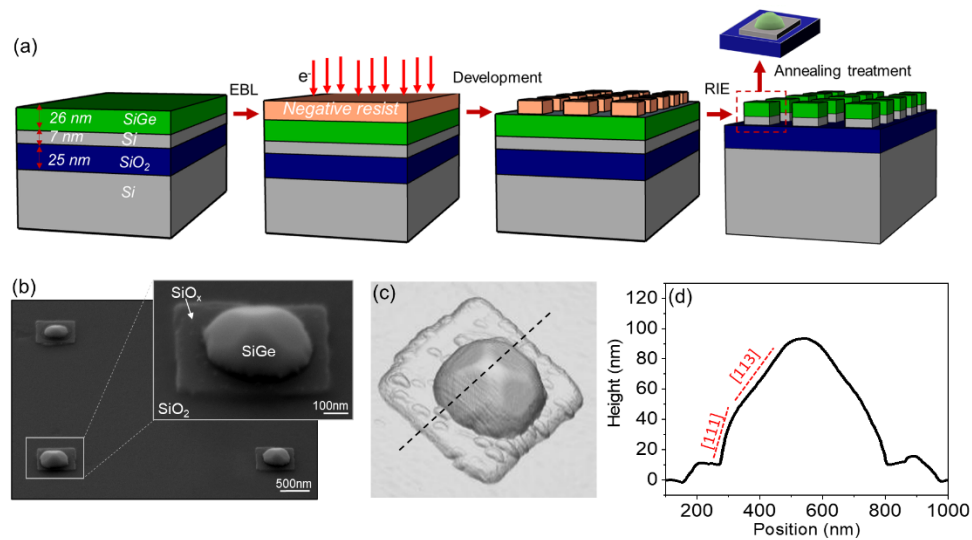 (a)
e-
EBL
Development
RIE
Annealing treatment
26 nm
SiGe
7 nm
Si
25 nm
SiO2
Si
Negative resist
(b)
SiOx
SiGe
SiO2
100nm
500nm
(c)
(d)
Height (nm)
130
120
100
80
60
40
20
0
[113]
[111]
200
400
600
800
1000
Position (nm)